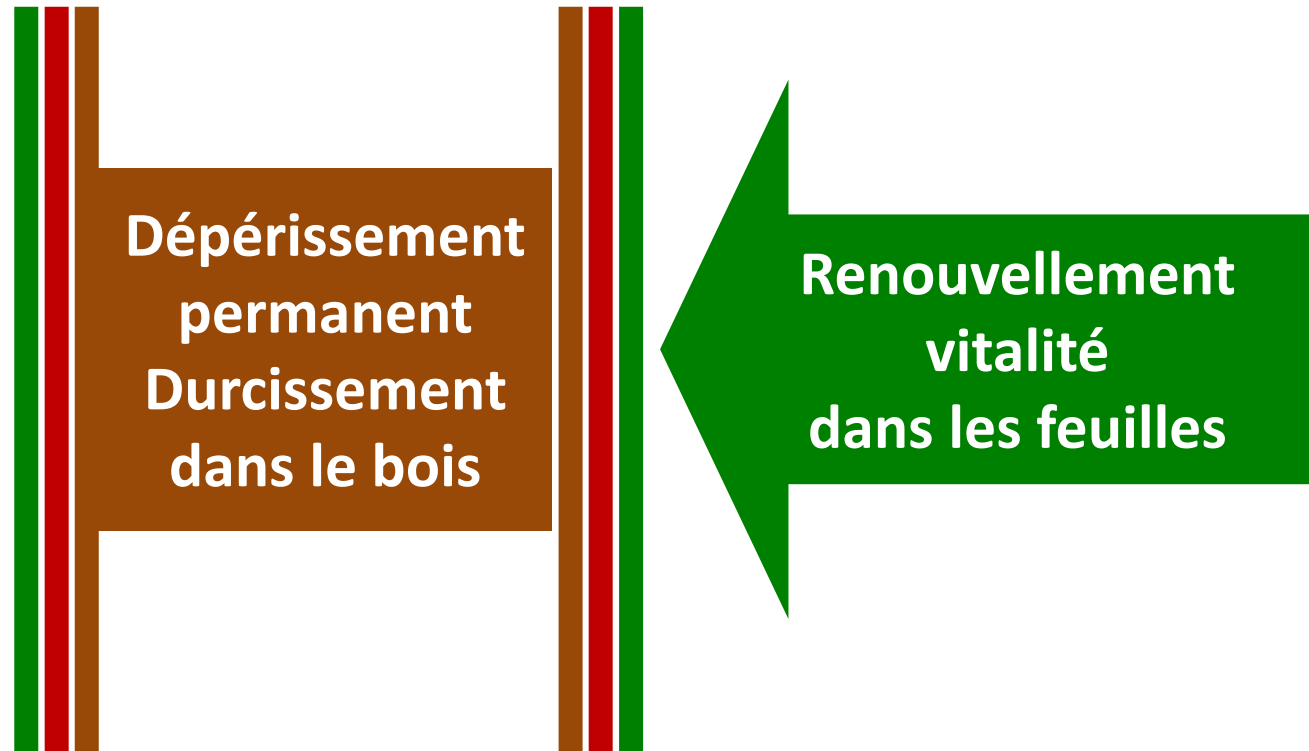 Dépérissement
permanent
Durcissement
dans le bois
Renouvellement
vitalité
dans les feuilles